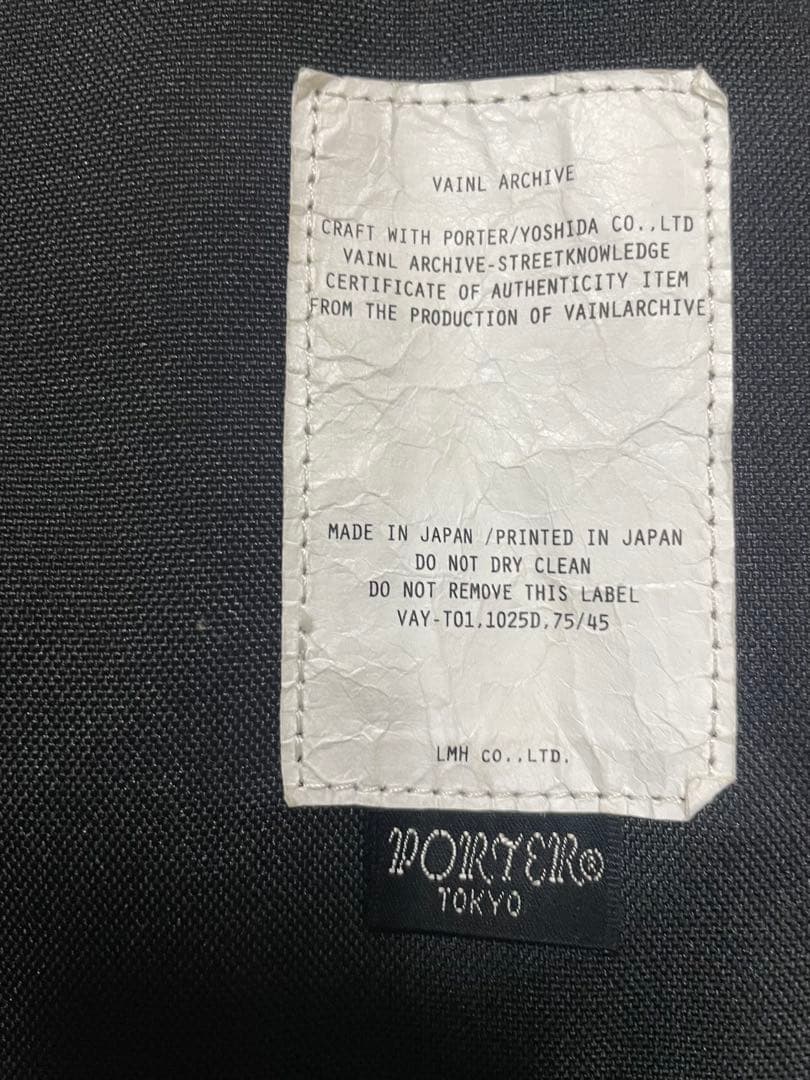 VAINL ARCHIVE
CRAFT WITH PORTER/YOSHIDA CO.,LTD
VAINL ARCHIVE-STREETKNOWLEDGE
CERTIFICATE OF AUTHENTICITY ITEM
FROM THE PRODUCTION OF VAINLARCHIVE
MADE IN JAPAN /PRINTED IN JAPAN
DO NOT DRY CLEAN
DO NOT REMOVE THIS LABEL
VAY-T01,1025D,75/45
LMH CO.,LTD.
PORTER®
TOKYO